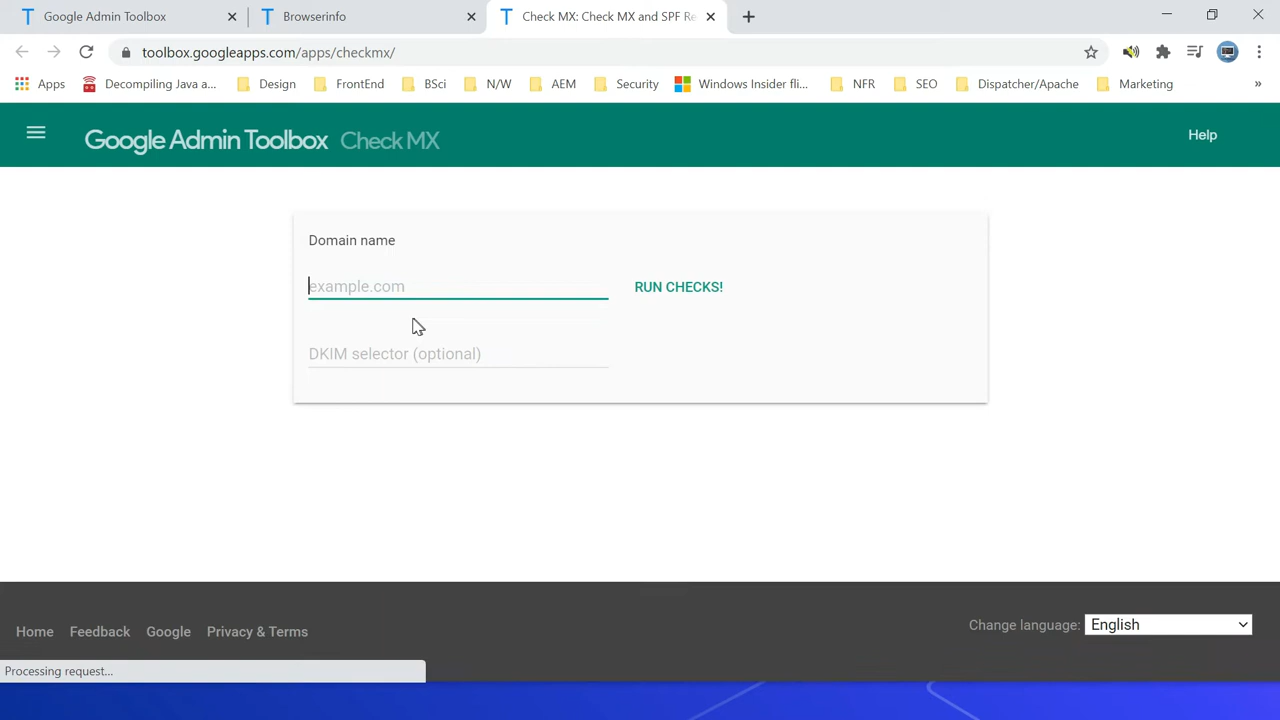 Google Admin Toolbox
Browserinfo
Check MX: Check MX and SPF Re
toolbox.googleapps.com/apps/checkmx/
Apps
Decompiling Java a...
Design
FrontEnd
BSci
N/W
AEM
Security
Windows Insider fli...
NFR
SEO
Dispatcher/Apache
Marketing
»
Google Admin Toolbox Check MX
Help
Domain name
example.com
RUN CHECKS!
DKIM selector (optional)
Home
Feedback
Google
Privacy & Terms
Change language: English
Processing request...